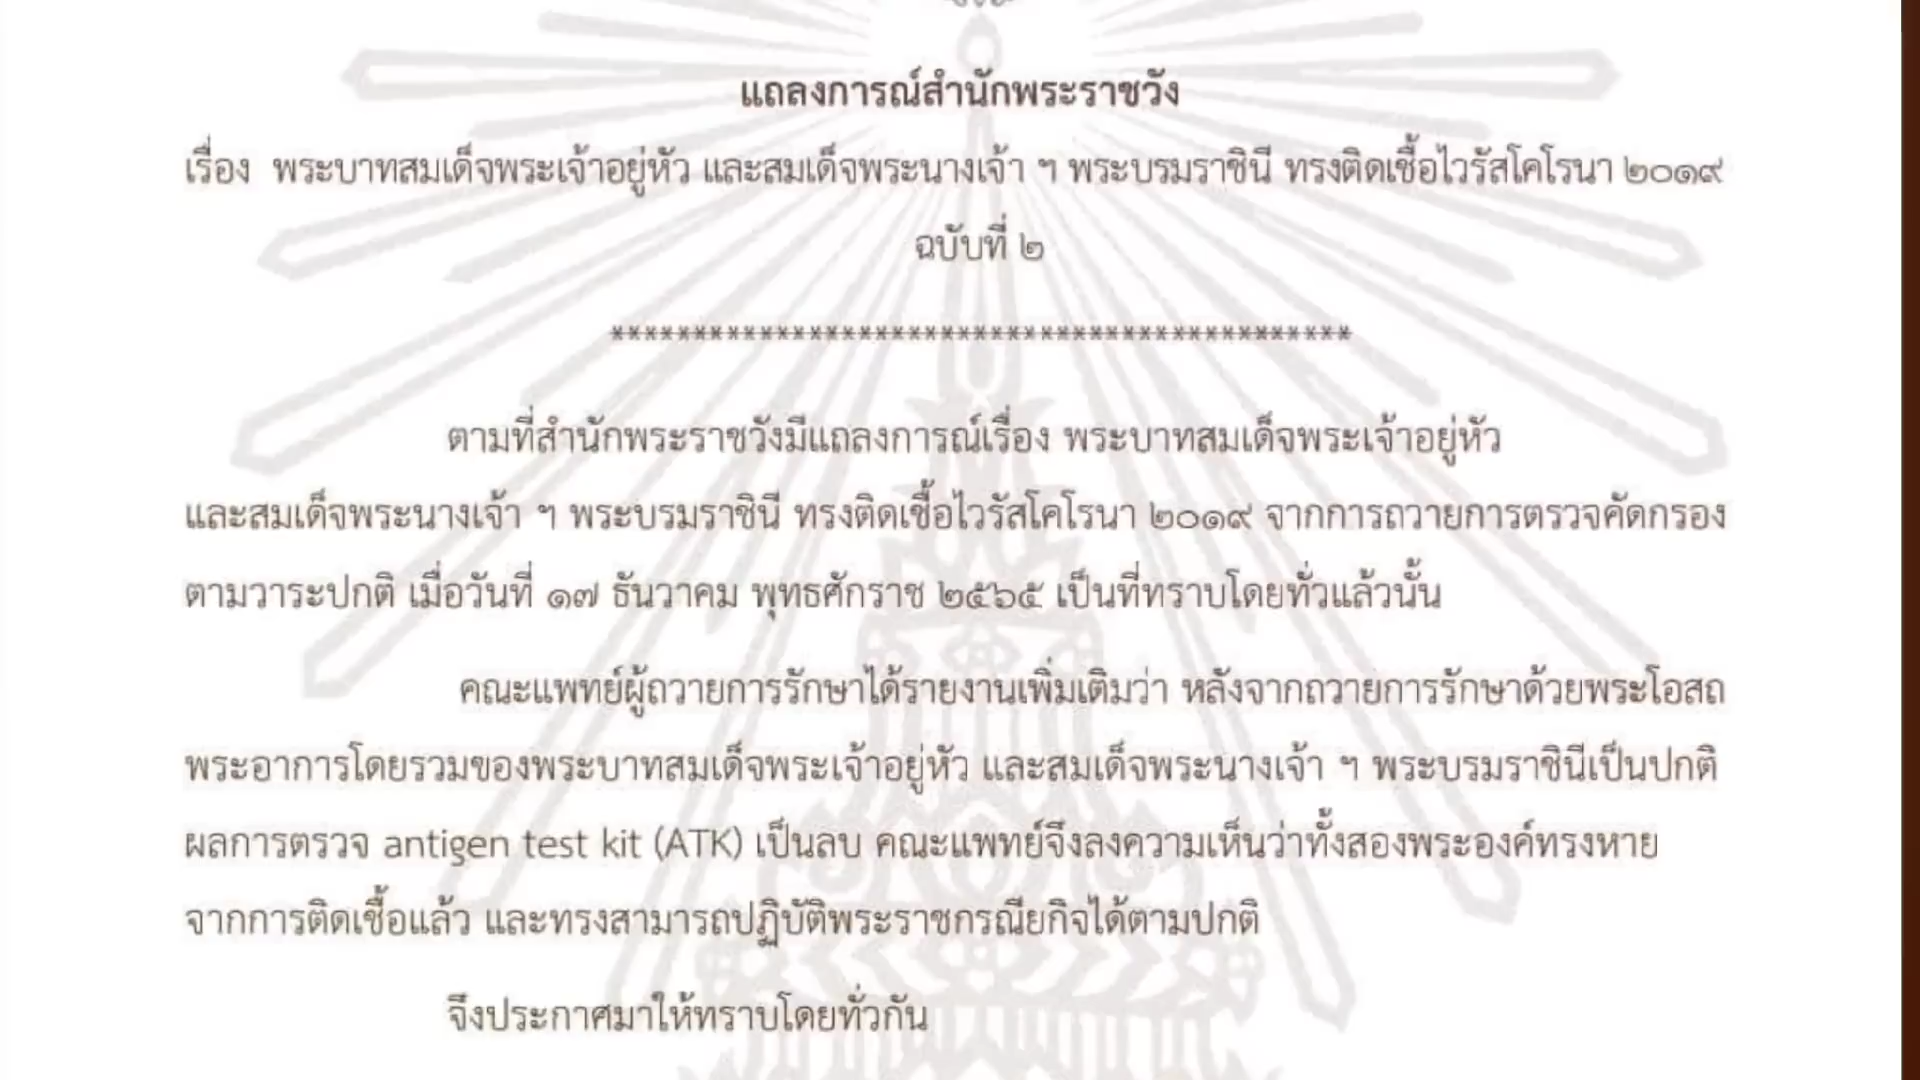 แถลงการณ์สำนักพระราชวัง
เรื่อง พระบาทสมเด็จพระเจ้าอยู่หัว และสมเด็จพระนางเจ้า ฯ พระบรมราชินี ทรงติดเชื้อไวรัสโคโรนา ๒๐๑๙
ฉบับที่ ๒
*********************************************
ตามที่สำนักพระราชวังมีแถลงการณ์เรื่อง พระบาทสมเด็จพระเจ้าอยู่หัว
และสมเด็จพระนางเจ้า ฯ พระบรมราชินี ทรงติดเชื้อไวรัสโคโรนา ๒๐๑๙ จากการถวายการตรวจคัดกรอง
ตามวาระปกติ เมื่อวันที่ ๑๗ ธันวาคม พุทธศักราช ๒๕๖๕ เป็นที่ทราบโดยทั่วแล้วนั้น
คณะแพทย์ผู้ถวายการรักษาได้รายงานเพิ่มเติมว่า หลังจากถวายการรักษาด้วยพระโอสถ
พระอาการโดยรวมของพระบาทสมเด็จพระเจ้าอยู่หัว และสมเด็จพระนางเจ้า ฯ พระบรมราชินีเป็นปกติ
ผลการตรวจ antigen test kit (ATK) เป็นลบ คณะแพทย์จึงลงความเห็นว่าทั้งสองพระองค์ทรงหาย
จากการติดเชื้อแล้ว และทรงสามารถปฏิบัติพระราชกรณียกิจได้ตามปกติ
จึงประกาศมาให้ทราบโดยทั่วกัน